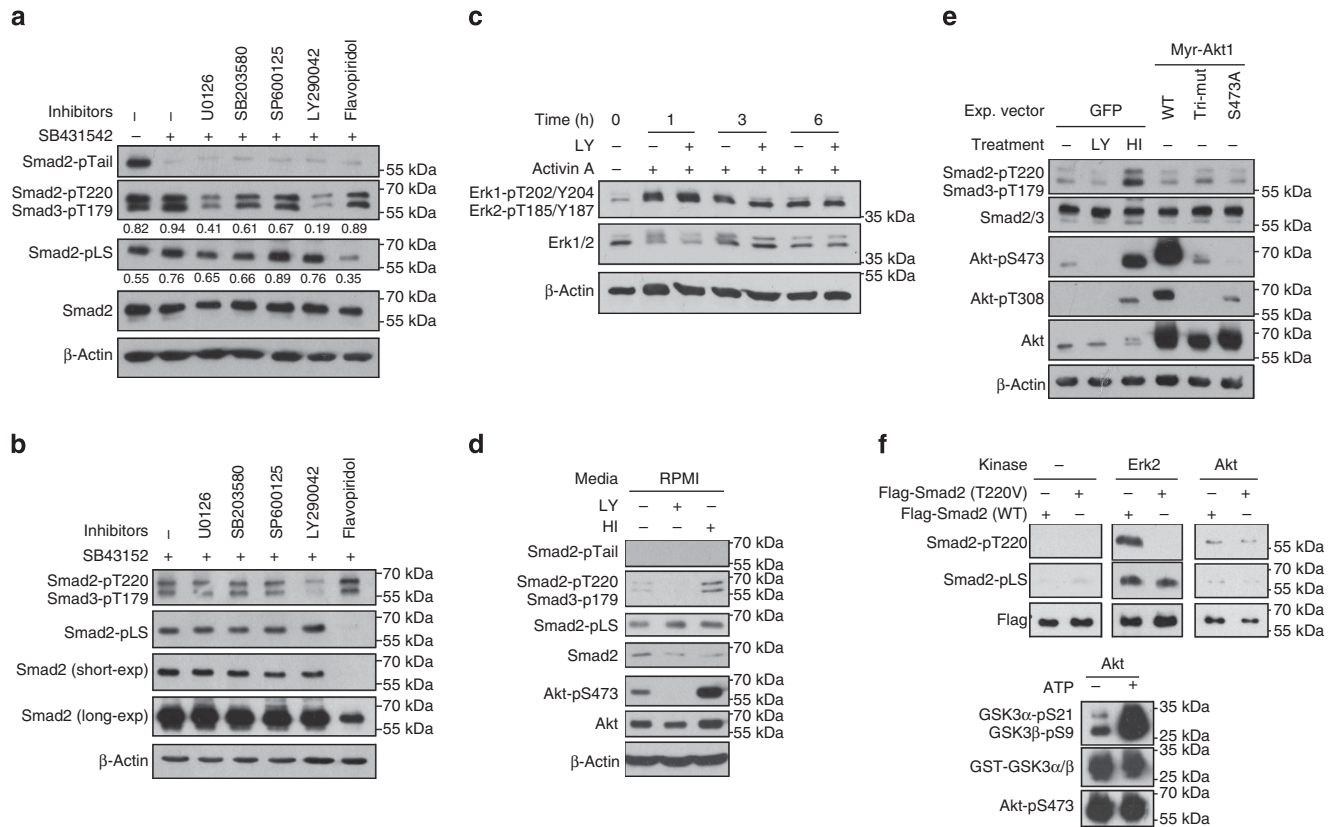 a
Inhibitors – – U0126 SB203580 SP600125 LY290042 Flavopiridol
SB431542 – + + + + + +
Smad2-pTail
55 kDa
Smad2-pT220
Smad3-pT179
70 kDa
55 kDa
0.82 0.94 0.41 0.61 0.67 0.19 0.89
Smad2-pLS
70 kDa
55 kDa
0.55 0.76 0.65 0.66 0.89 0.76 0.35
Smad2
70 kDa
55 kDa
β-Actin
b
Inhibitors – U0126 SB203580 SP600125 LY290042 Flavopiridol
SB43152 + + + + + +
Smad2-pT220
Smad3-pT179
70 kDa
55 kDa
Smad2-pLS
70 kDa
55 kDa
Smad2 (short-exp)
70 kDa
55 kDa
Smad2 (long-exp)
70 kDa
55 kDa
β-Actin
c
Time (h) 0 1 3 6
LY – – + – + – +
Activin A – + + + + + +
Erk1-pT202/Y204
Erk2-pT185/Y187
35 kDa
Erk1/2
35 kDa
β-Actin
55 kDa
d
Media RPMI
LY – + –
HI – – +
Smad2-pTail
70 kDa
55 kDa
Smad2-pT220
Smad3-p179
70 kDa
55 kDa
Smad2-pLS
70 kDa
Smad2
70 kDa
55 kDa
Akt-pS473
70 kDa
55 kDa
Akt
70 kDa
55 kDa
β-Actin
e
Myr-Akt1
Exp. vector GFP WT Tri-mut S473A
Treatment – LY HI – – –
Smad2-pT220
Smad3-pT179
55 kDa
Smad2/3
55 kDa
Akt-pS473
70 kDa
55 kDa
Akt-pT308
70 kDa
55 kDa
Akt
70 kDa
55 kDa
β-Actin
f
Kinase – Erk2 Akt
Flag-Smad2 (T220V) – + – + – +
Flag-Smad2 (WT) + – + – + –
Smad2-pT220
55 kDa
Smad2-pLS
70 kDa
55 kDa
Flag
70 kDa
55 kDa
Akt
ATP – +
GSK3α-pS21
GSK3β-pS9
35 kDa
25 kDa
GST-GSK3α/β
35 kDa
25 kDa
Akt-pS473
70 kDa
55 kDa